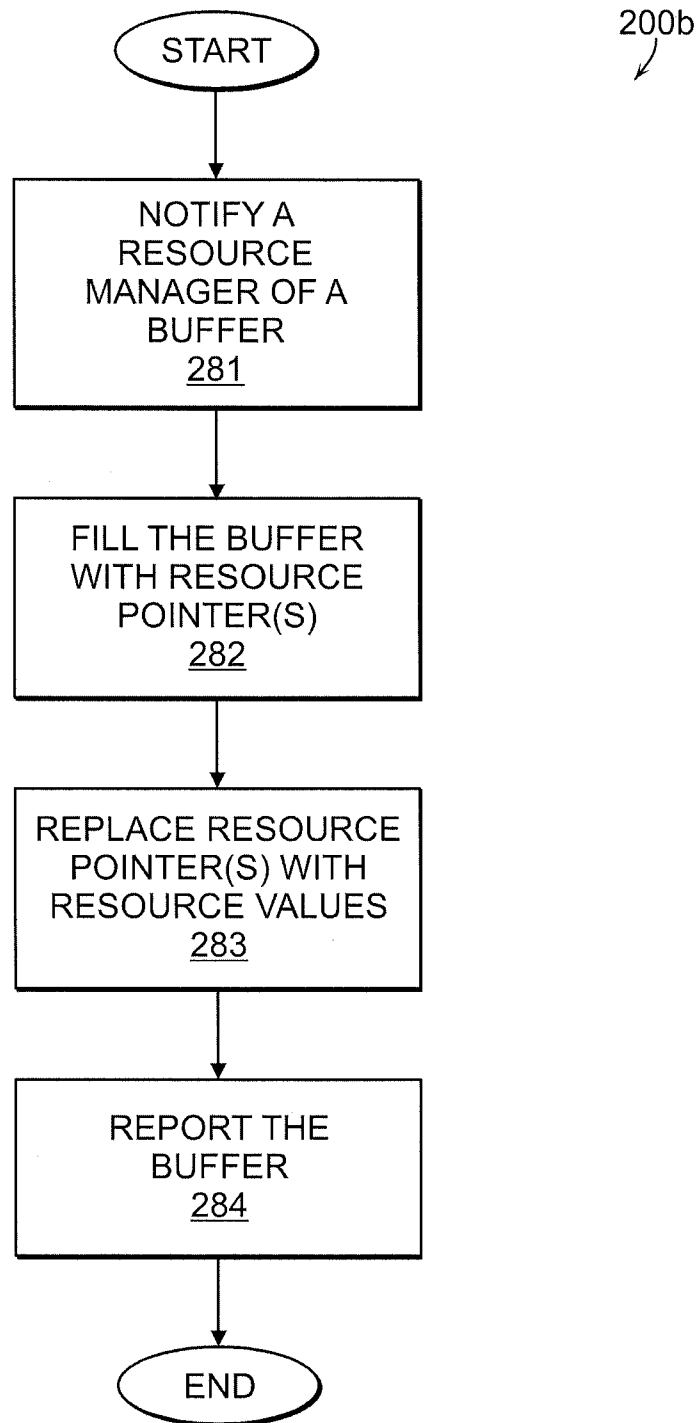 200b
START
NOTIFY A
RESOURCE
MANAGER OF A
BUFFER
281
FILL THE BUFFER
WITH RESOURCE
POINTER(S)
282
REPLACE RESOURCE
POINTER(S) WITH
RESOURCE VALUES
283
REPORT THE
BUFFER
284
END